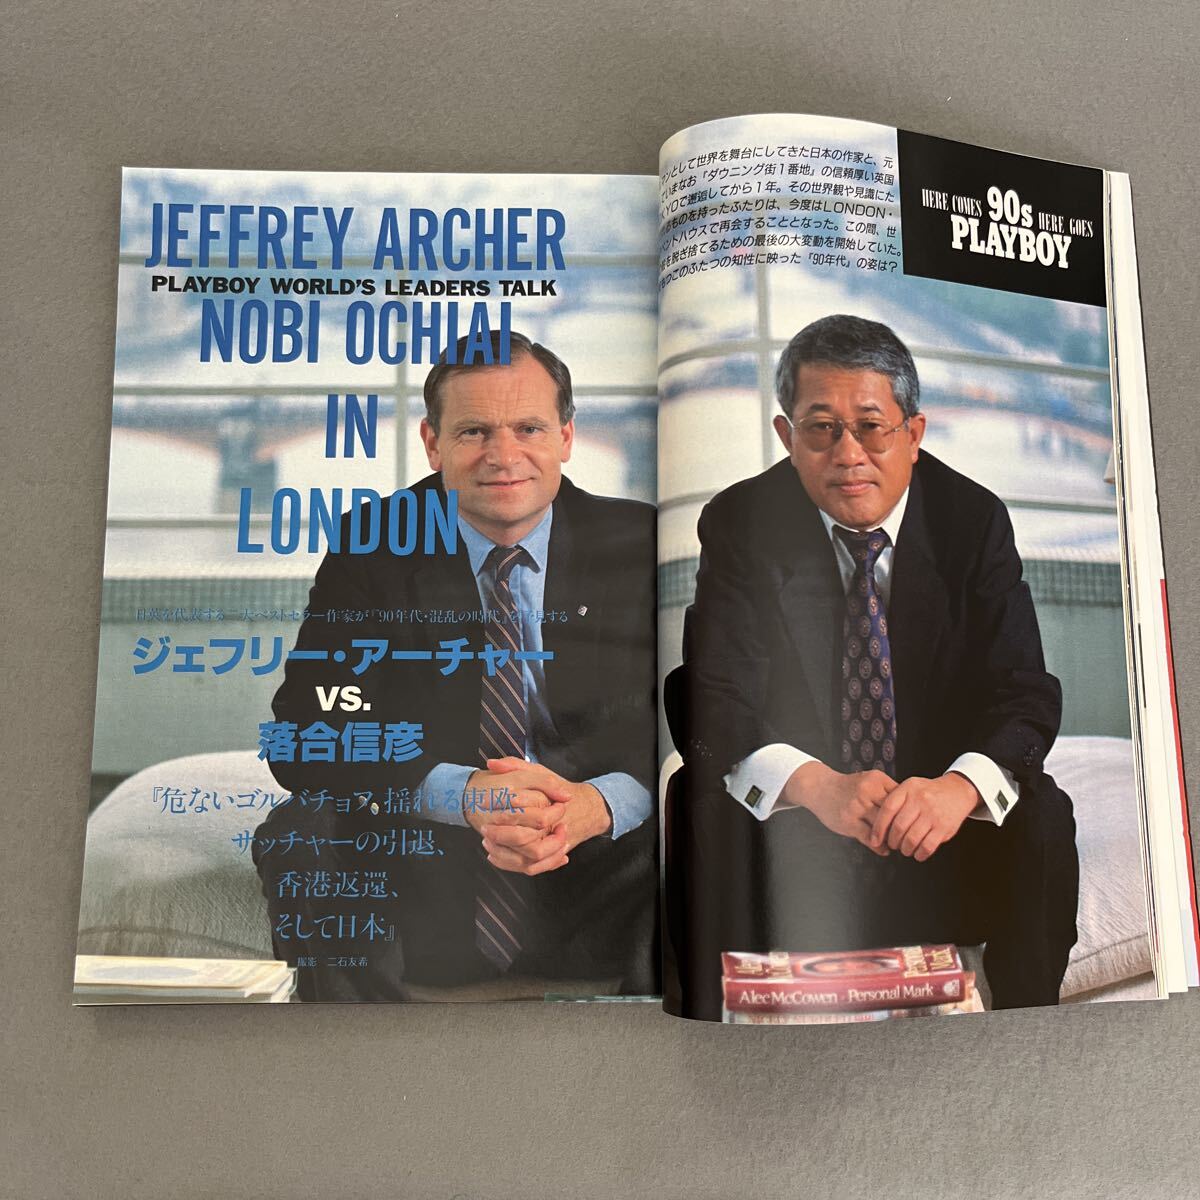 JEFFREY ARCHER
PLAYBOY WORLD'S LEADERS TALK
NOBI OCHIAI
IN
LONDON
日英を代表する二大ベストセラー作家が『90年代・混乱の時代』を予見する
ジェフリー・アーチャー
VS.
落合信彦
『危ないゴルバチョフ、揺れる東欧、
サッチャーの引退、
香港返還、
そして日本』
撮影 二石友希
マンとして世界を舞台にしてきた日本の作家と、元
いまなお「ダウニング街1番地」の信頼厚い英国
YOで邂逅してから1年。その世界観や見識にた
るものを持ったふたりは、今度はLONDON・
ントハウスで再会することとなった。この間、世
を脱ぎ捨てるための最後の大変動を開始していた。
つこのふたつの知性に映った「90年代」の姿は?
HERE COMES 90s HERE GOES
PLAYBOY
Alec McCowen · Personal Mark